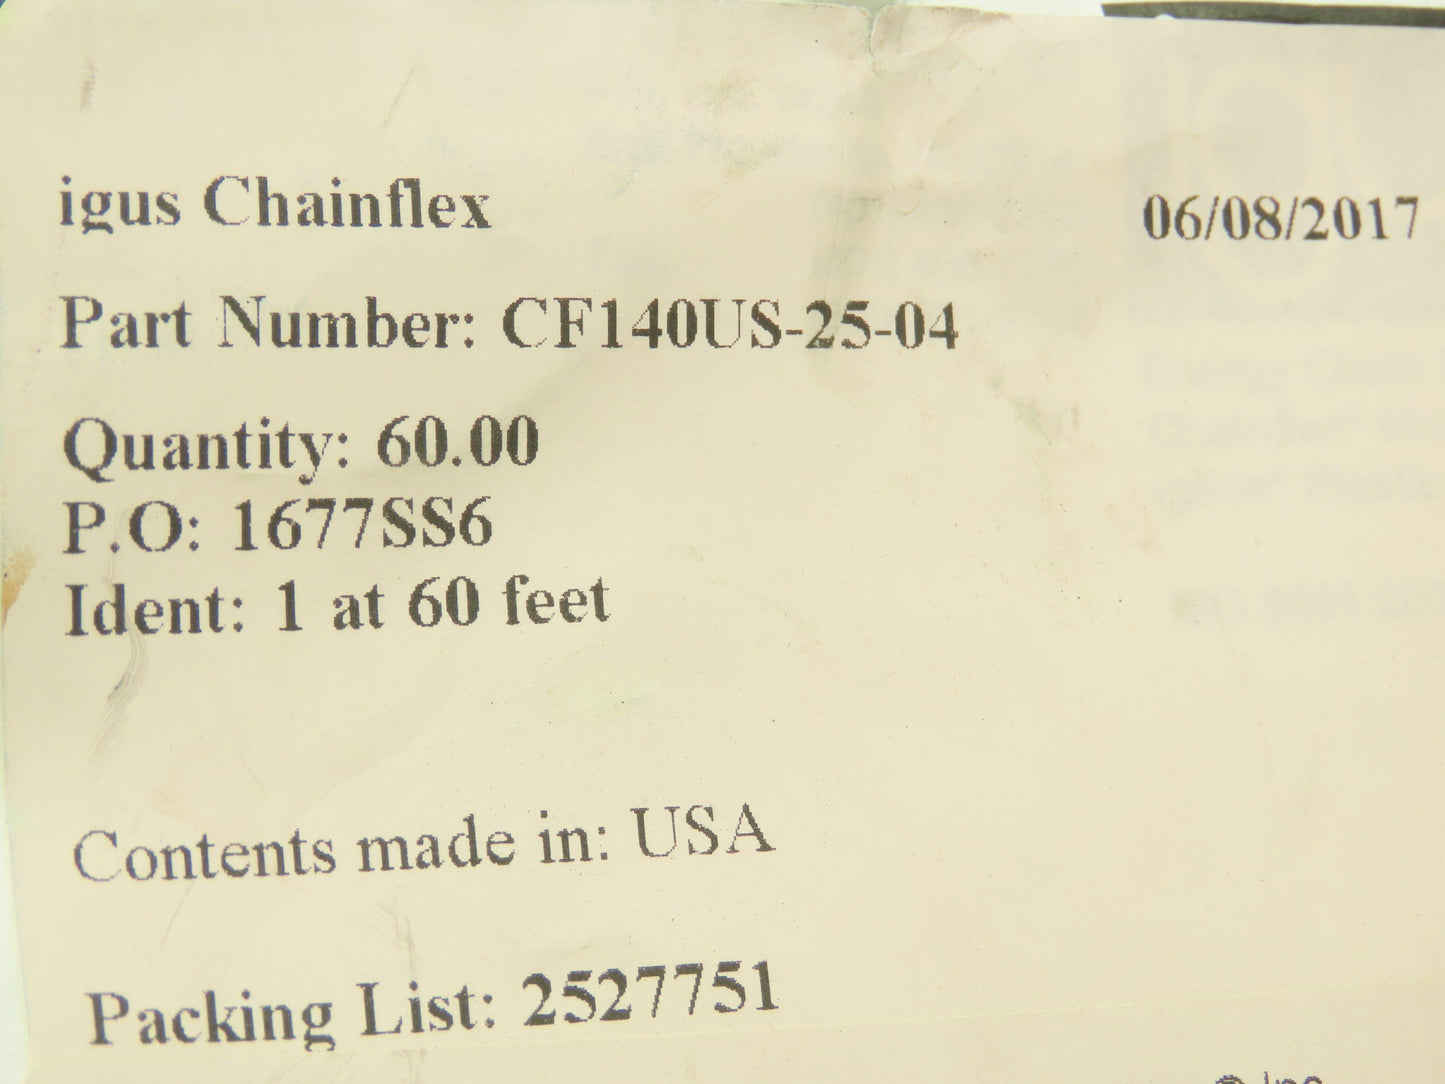 igus Chainflex 06/08/2017
Part Number: CF140US-25-04
Quantity: 60.00
P.O: 1677SS6
Ident: 1 at 60 feet
Contents made in: USA
Packing List: 2527751